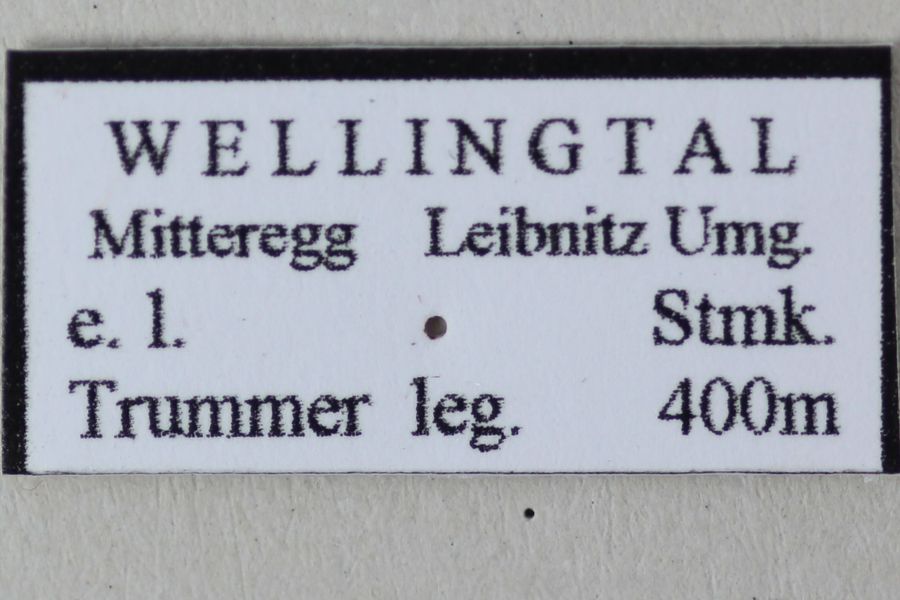 WELLINGTAL
Mitteregg Leibnitz Umg.
e. l. Stmk.
Trummer leg. 400m